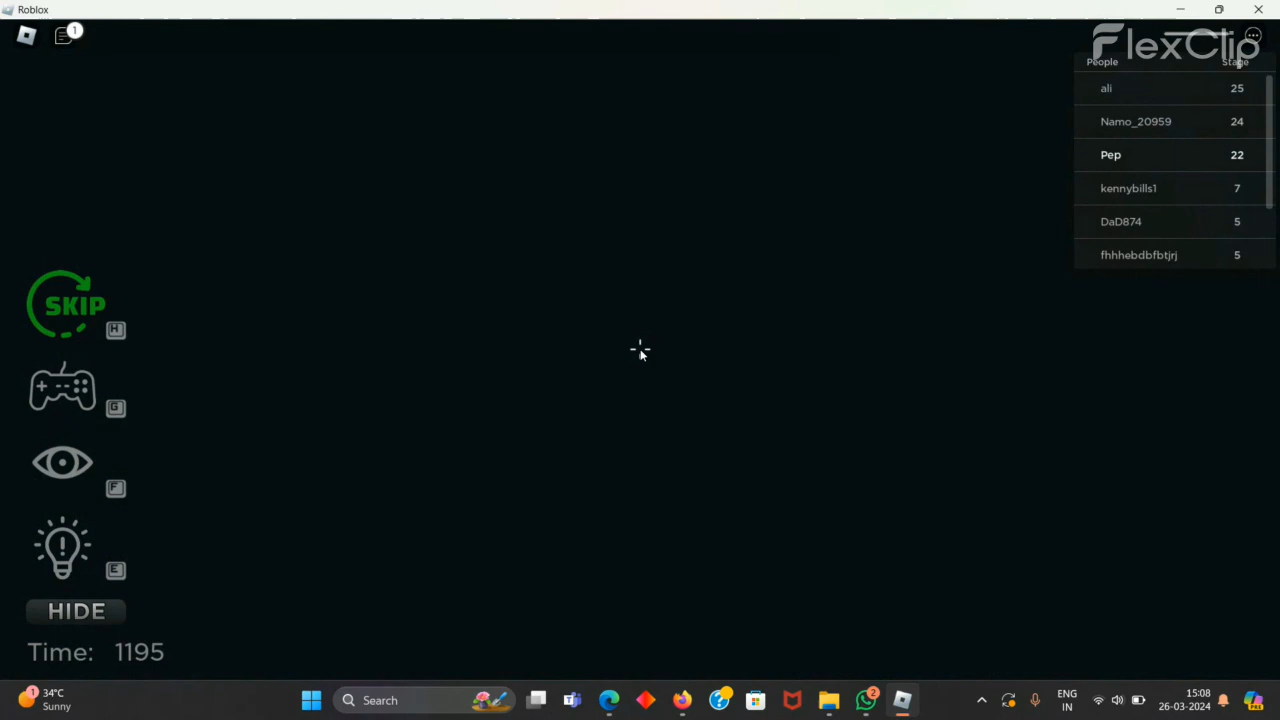 Roblox
1
FlexClip
People Stage
ali 25
Namo_20959 24
Pep 22
kennybills1 7
DaD874 5
fhhhebdbfbtjrj 5
SKIP
H
G
F
E
HIDE
Time: 1195
1
34°C
Sunny
Search
2
ENG
IN
15:08
26-03-2024
PRE